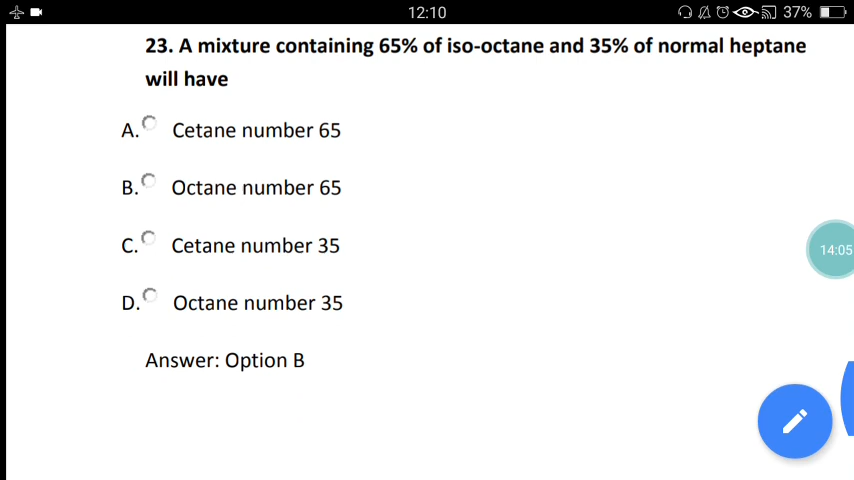 12:10
37%
23. A mixture containing 65% of iso-octane and 35% of normal heptane
will have
A. Cetane number 65
B. Octane number 65
C. Cetane number 35
14:05
D. Octane number 35
Answer: Option B